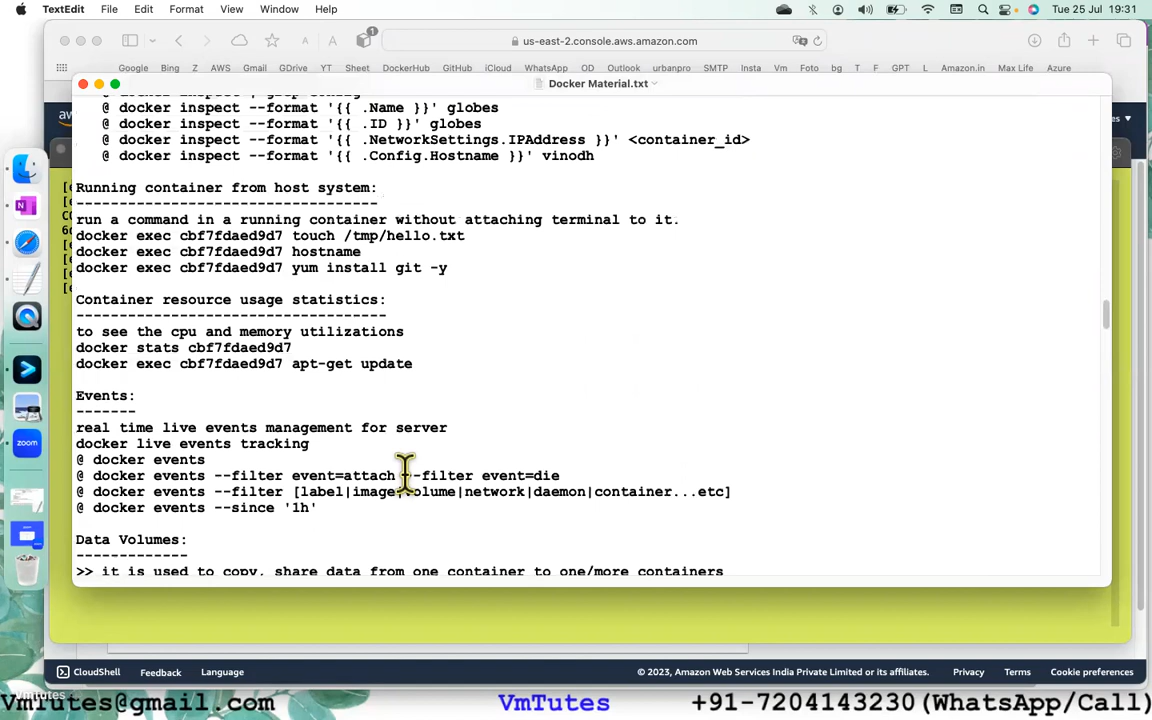 TextEdit File Edit Format View Window Help
Tue 25 Jul 19:31
us-east-2.console.aws.amazon.com
Google Bing Z AWS Gmail GDrive YT Sheet DockerHub GitHub iCloud WhatsApp OD Outlook urbanpro SMTP Insta Vm Foto bg T F GPT Amazon.in Max Life Azure
Docker Material.txt
@ docker inspect --format '{{ .Name }}' globes
@ docker inspect --format '{{ .ID }}' globes
@ docker inspect --format '{{ .NetworkSettings.IPAddress }}' <container_id>
@ docker inspect --format '{{ .Config.Hostname }}' vinodh
Running container from host system:
-----------------------------------
run a command in a running container without attaching terminal to it.
docker exec cbf7fdaed9d7 touch /tmp/hello.txt
docker exec cbf7fdaed9d7 hostname
docker exec cbf7fdaed9d7 yum install git -y
Container resource usage statistics:
------------------------------------
to see the cpu and memory utilizations
docker stats cbf7fdaed9d7
docker exec cbf7fdaed9d7 apt-get update
Events:
-------
real time live events management for server
docker live events tracking
@ docker events
@ docker events --filter event=attach --filter event=die
@ docker events --filter [label|image|volume|network|daemon|container...etc]
@ docker events --since '1h'
Data Volumes:
-------------
>> it is used to copy, share data from one container to one/more containers
zoom
CloudShell Feedback Language
© 2023, Amazon Web Services India Private Limited or its affiliates. Privacy Terms Cookie preferences
VmTutes@gmail.com VmTutes +91-7204143230(WhatsApp/Call)